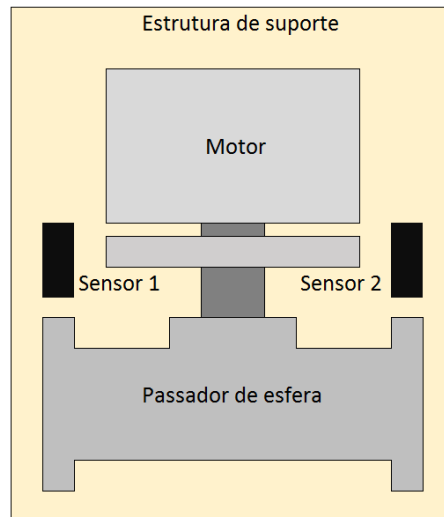 Estrutura de suporte
Motor
Sensor 1
Sensor 2
Passador de esfera